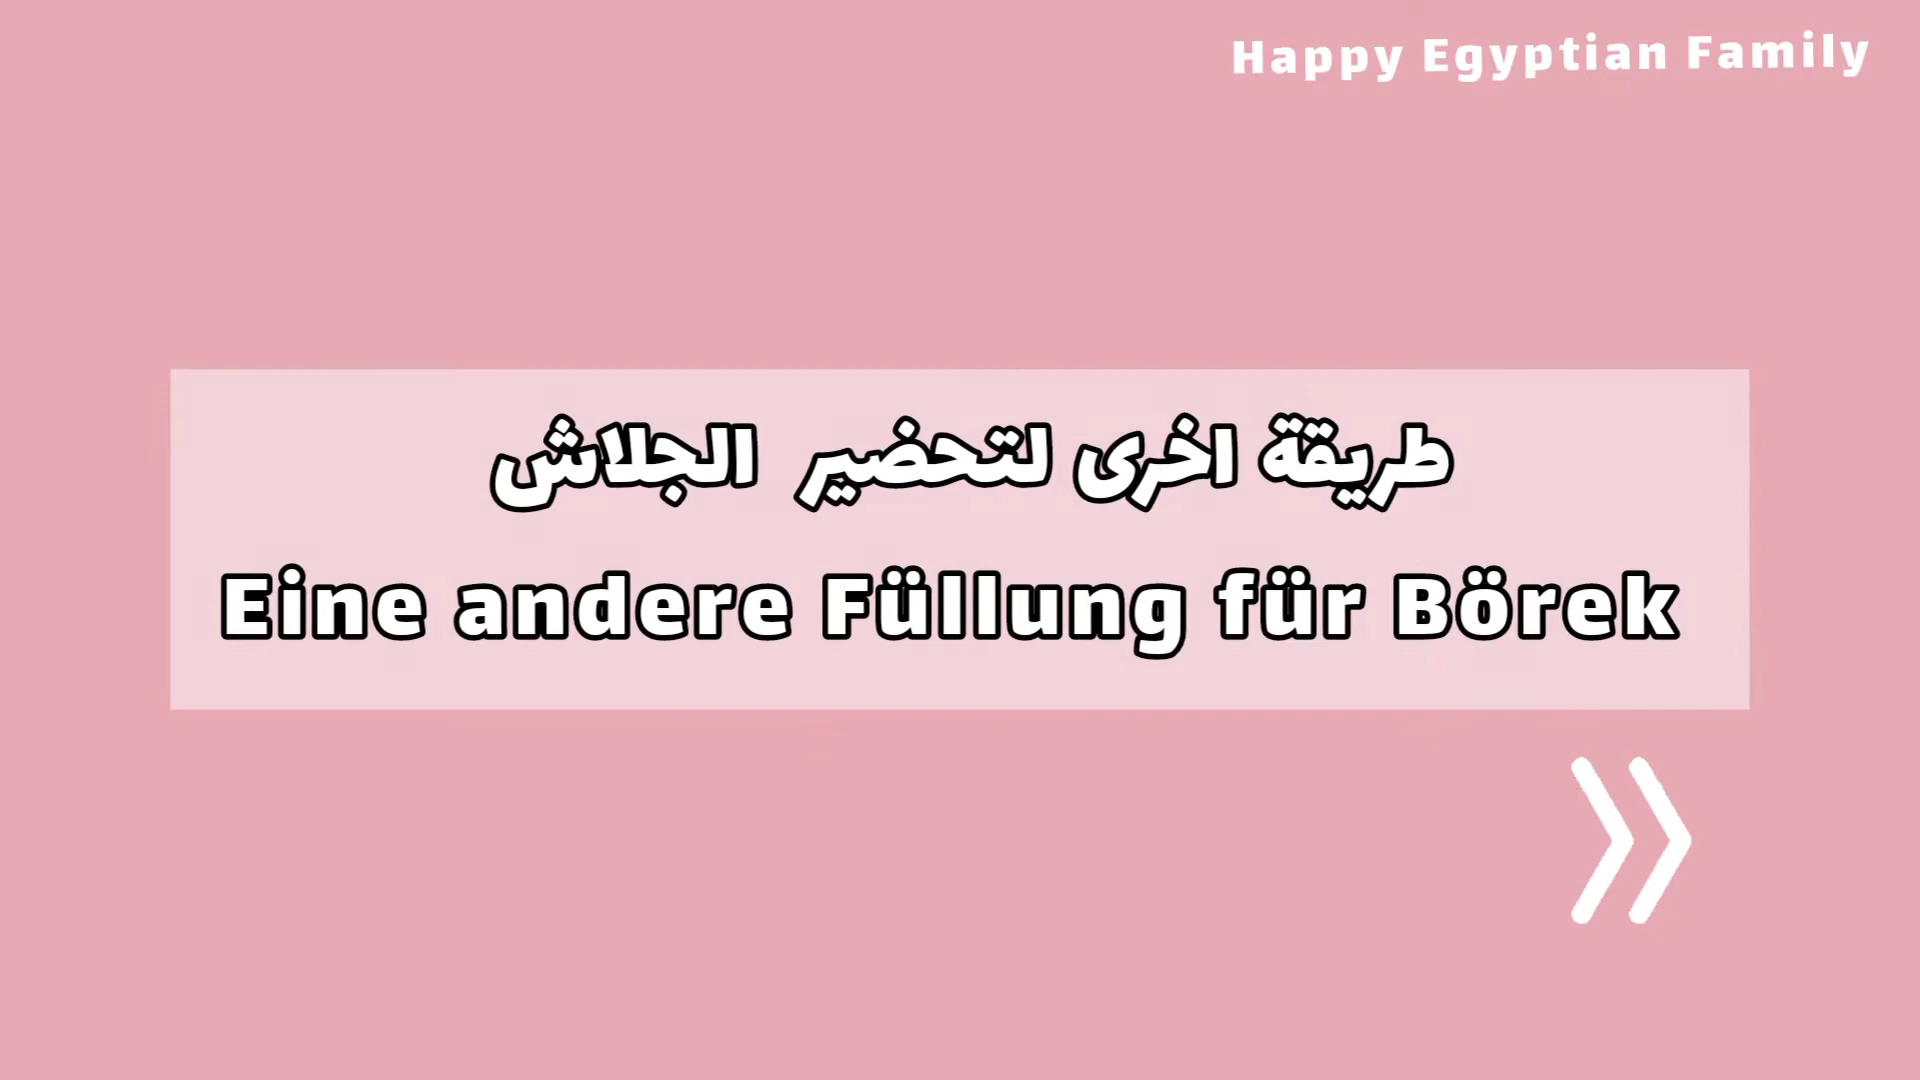 Happy Egyptian Family
طريقة اخرى لتحضير الجلاش
Eine andere Füllung für Börek